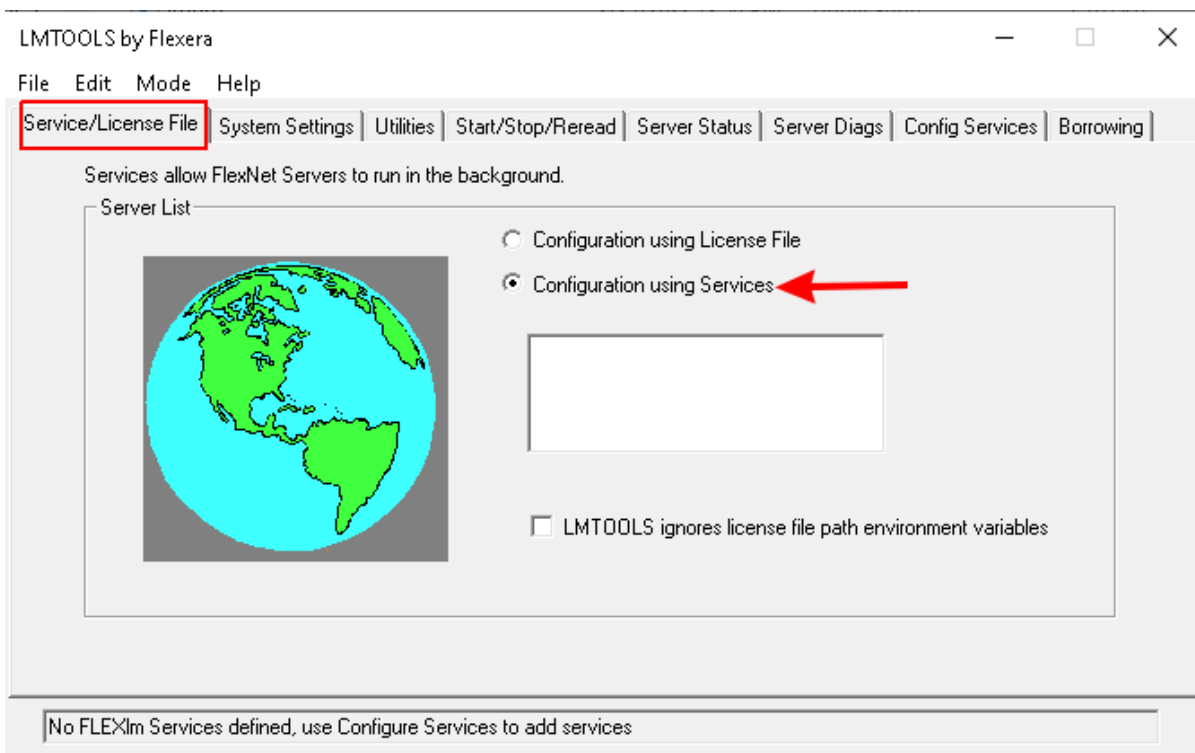 LMTOOLS by Flexera
File Edit Mode Help
Service/License File System Settings Utilities Start/Stop/Reread Server Status Server Diags Config Services Borrowing
Services allow FlexNet Servers to run in the background.
Server List
Configuration using License File
Configuration using Services
LMTOOLS ignores license file path environment variables
No FLEXlm Services defined, use Configure Services to add services